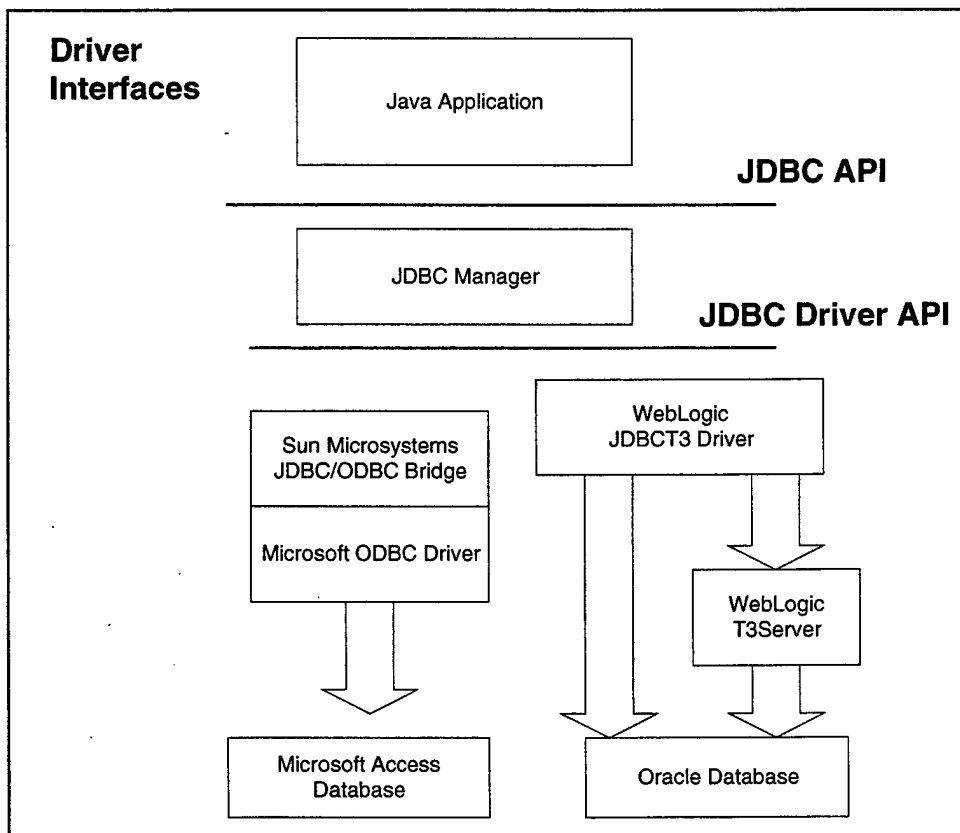 Driver
Interfaces
Java Application
JDBC API
JDBC Manager
JDBC Driver API
Sun Microsystems
JDBC/ODBC Bridge
Microsoft ODBC Driver
WebLogic
JDBCT3 Driver
WebLogic
T3Server
Microsoft Access
Database
Oracle Database